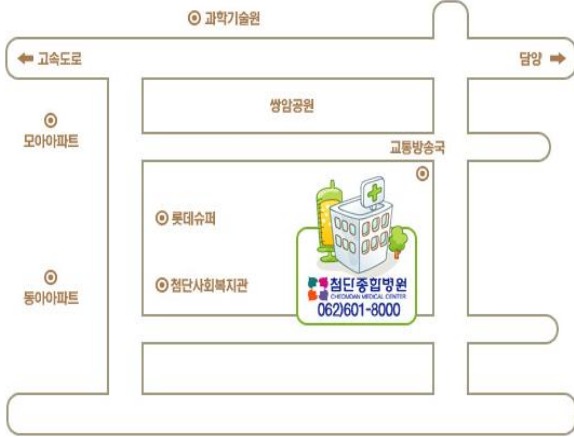 과학기술원
고속도로
담양
쌍암공원
모아아파트
교통방송국
롯데슈퍼
동아아파트
첨단사회복지관
첨단종합병원
CHEOMDAN MEDICAL CENTER
062)601-8000